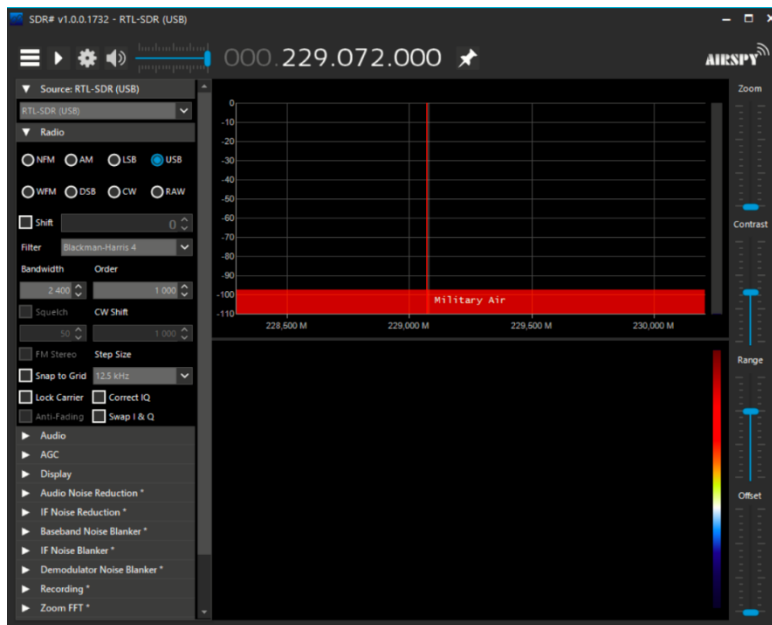 SDR# v1.0.0.1732 - RTL-SDR (USB)
000.229.072.000
AIRSPY
Source: RTL-SDR (USB)
RTL-SDR (USB)
Radio
NFM AM LSB USB
WFM DSB CW RAW
Shift 0
Filter Blackman-Harris 4
Bandwidth Order
2 400 1 000
Squelch CW Shift
50 1 000
FM Stereo Step Size
Snap to Grid 12.5 kHz
Lock Carrier Correct IQ
Anti-Fading Swap I & Q
Audio
AGC
Display
Audio Noise Reduction *
IF Noise Reduction *
Baseband Noise Blanker *
IF Noise Blanker *
Demodulator Noise Blanker *
Recording *
Zoom FFT *
0
-10
-20
-30
-40
-50
-60
-70
-80
-90
-100
-110
Military Air
228,500 M 229,000 M 229,500 M 230,000 M
Zoom
Contrast
Range
Offset